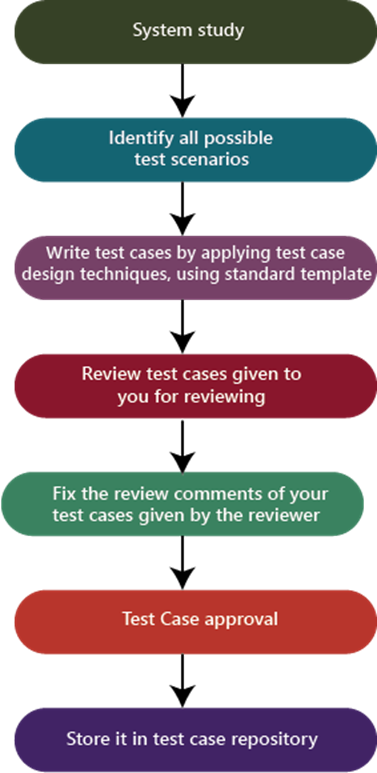 System study
Identify all possible
test scenarios
Write test cases by applying test case
design techniques, using standard template
Review test cases given to
you for reviewing
Fix the review comments of your
test cases given by the reviewer
Test Case approval
Store it in test case repository